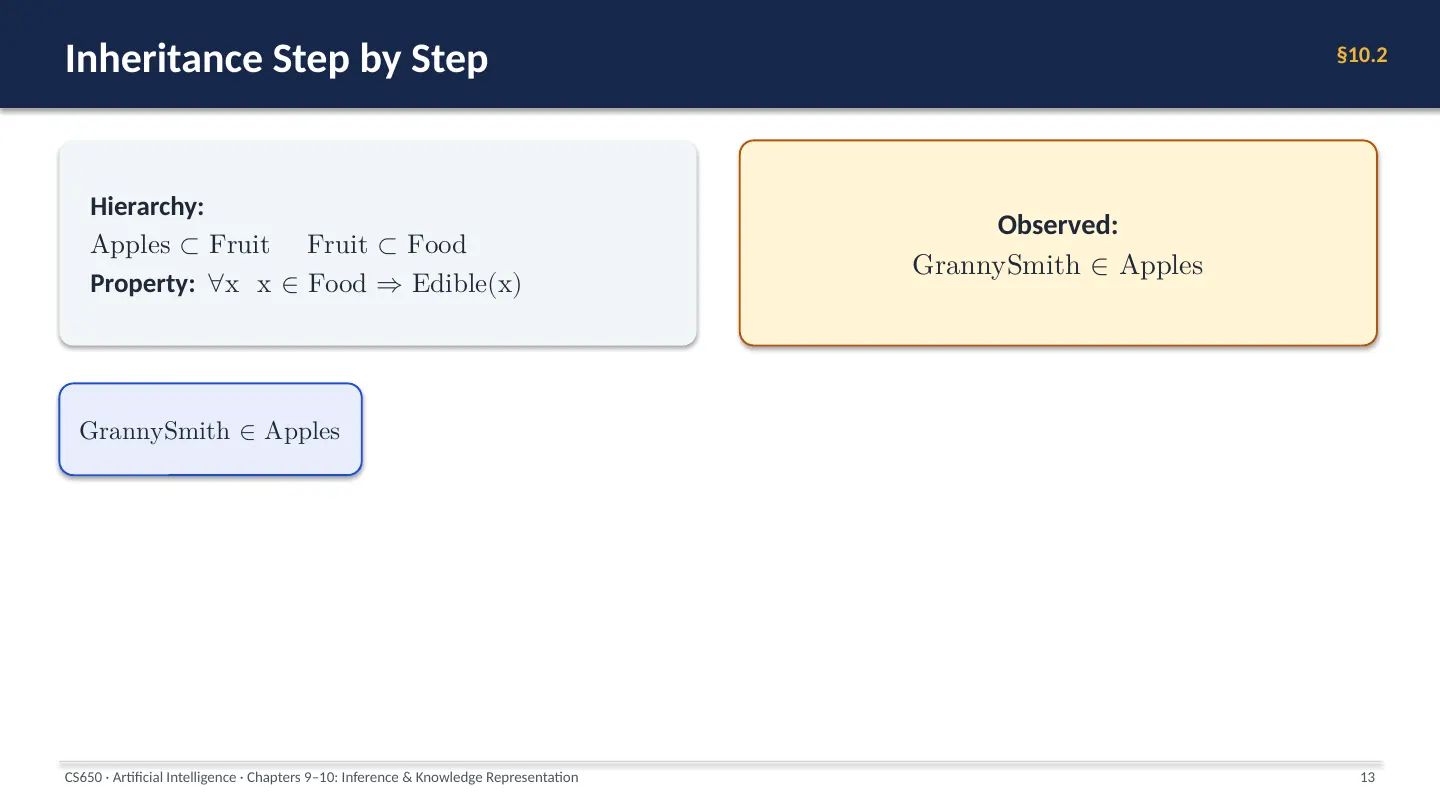 Inheritance Step by Step
§10.2
Hierarchy:
Apples ⊂ Fruit  Fruit ⊂ Food
Property: ∀x x ∈ Food ⇒ Edible(x)
Observed:
GrannySmith ∈ Apples
GrannySmith ∈ Apples
CS650 · Artificial Intelligence · Chapters 9–10: Inference & Knowledge Representation
13